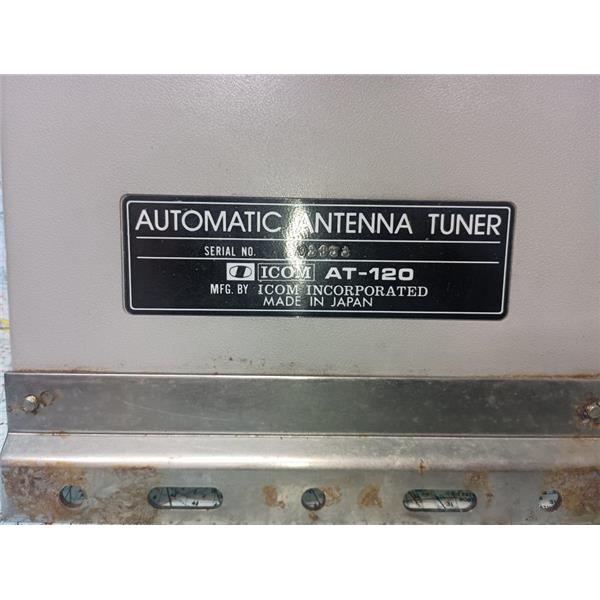 AUTOMATIC ANTENNA TUNER
SERIAL NO.
ICOM AT-120
MFG. BY ICOM INCORPORATED
MADE IN JAPAN